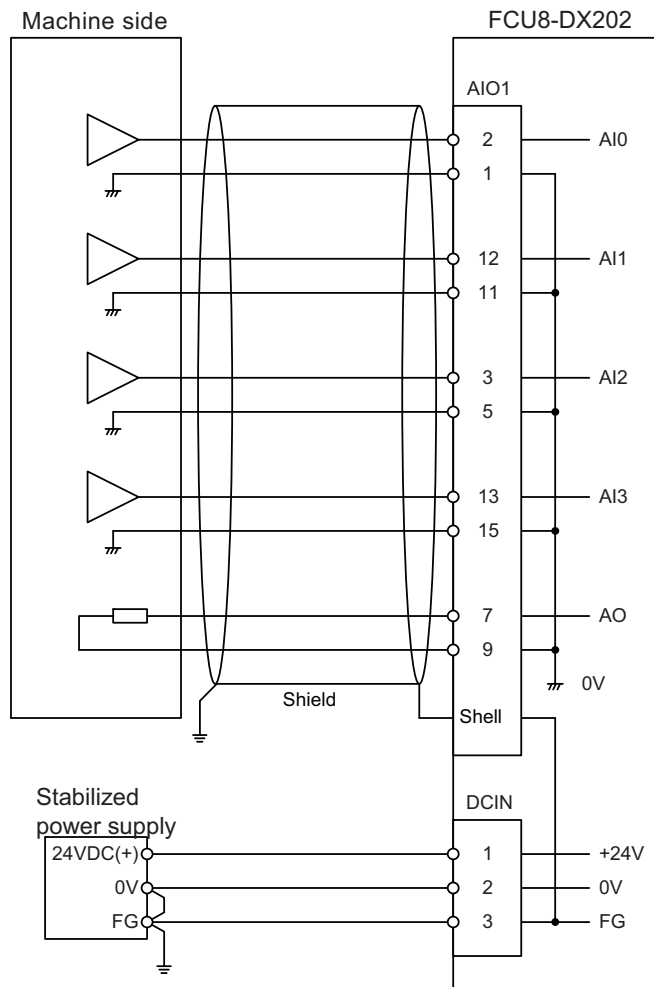 Machine side
FCU8-DX202
AIO1
2 AI0
1
12 AI1
11
3 AI2
5
13 AI3
15
7 AO
9
0V
Shield
Shell
Stabilized
power supply
DCIN
24VDC(+) 1 +24V
0V 2 0V
FG 3 FG